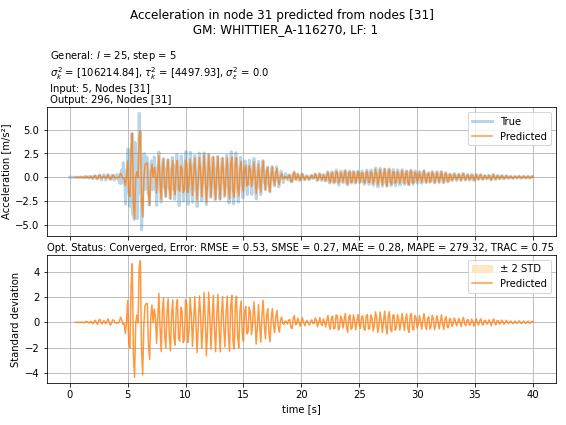 Acceleration in node 31 predicted from nodes [31]
GM: WHITTIER_A-116270, LF: 1
General: l = 25, step = 5
σ²ₖ = [106214.84], τ²ₖ = [4497.93], σ²ε = 0.0
Input: 5, Nodes [31]
Output: 296, Nodes [31]
Acceleration [m/s²]
5.0
2.5
0.0
−2.5
−5.0
True
Predicted
Opt. Status: Converged, Error: RMSE = 0.53, SMSE = 0.27, MAE = 0.28, MAPE = 279.32, TRAC = 0.75
Standard deviation
4
2
0
−2
−4
± 2 STD
Predicted
0 5 10 15 20 25 30 35 40
time [s]